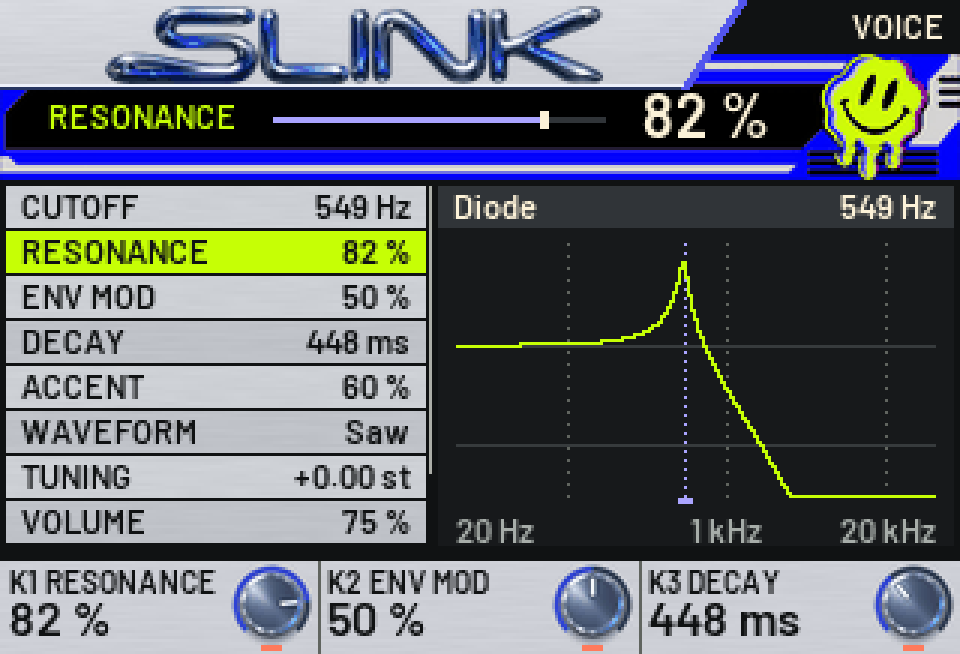 SLINK
VOICE
RESONANCE 82 %
CUTOFF 549 Hz
RESONANCE 82 %
ENV MOD 50 %
DECAY 448 ms
ACCENT 60 %
WAVEFORM Saw
TUNING +0.00 st
VOLUME 75 %
Diode 549 Hz
20 Hz 1 kHz 20 kHz
K1 RESONANCE
82 %
K2 ENV MOD
50 %
K3 DECAY
448 ms